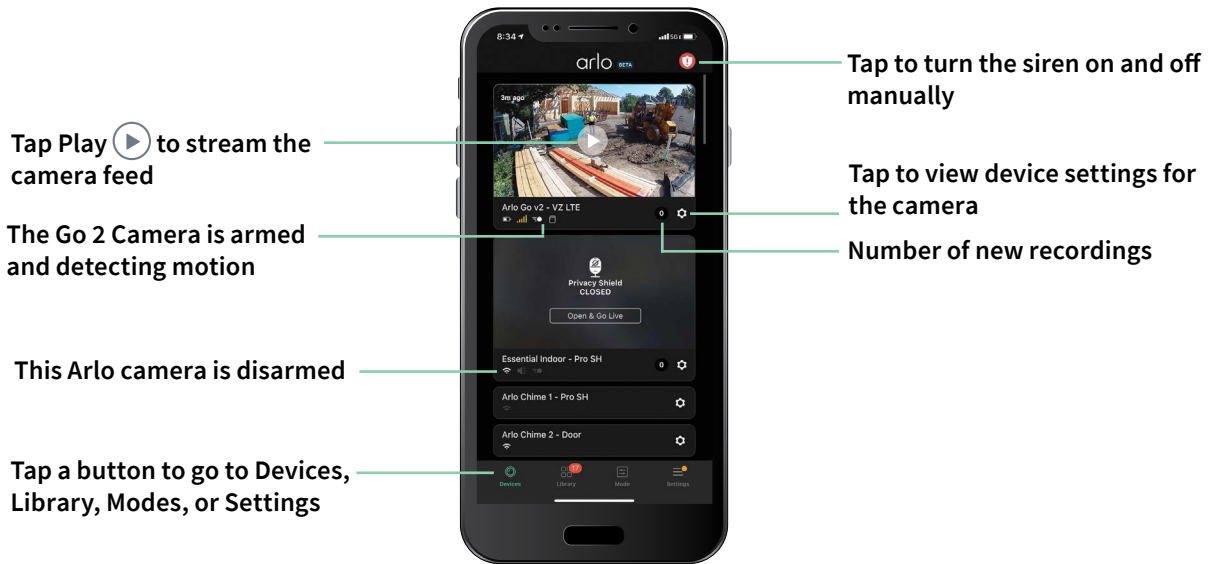 Tap Play to stream the
camera feed
The Go 2 Camera is armed
and detecting motion
This Arlo camera is disarmed
Tap a button to go to Devices,
Library, Modes, or Settings
8:34
5G
arlo BETA
3m ago
Arlo Go v2 - VZ LTE
0
Privacy Shield
CLOSED
Open & Go Live
Essential Indoor - Pro SH
0
Arlo Chime 1 - Pro SH
Arlo Chime 2 - Door
17
Devices Library Mode Settings
Tap to turn the siren on and off
manually
Tap to view device settings for
the camera
Number of new recordings